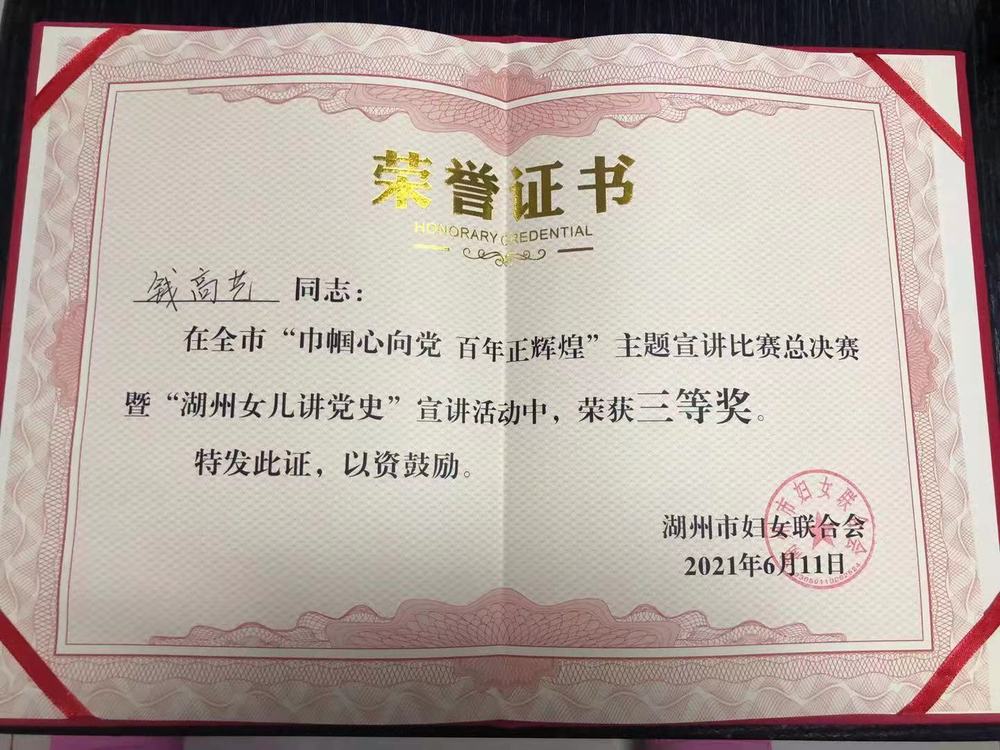 荣誉证书
HONORARY CREDENTIAL
钱高艺 同志：
在全市“巾帼心向党 百年正辉煌”主题宣讲比赛总决赛
暨“湖州女儿讲党史”宣讲活动中，荣获三等奖。
特发此证，以资鼓励。
湖州市妇女联合会
2021年6月11日